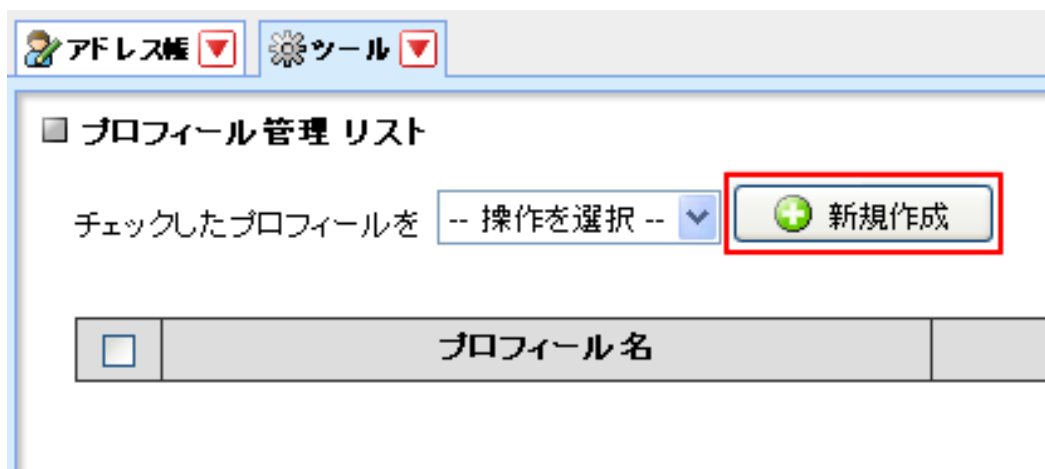 アドレス帳 ツール
プロフィール管理 リスト
チェックしたプロフィールを -- 操作を選択 -- 新規作成
プロフィール名